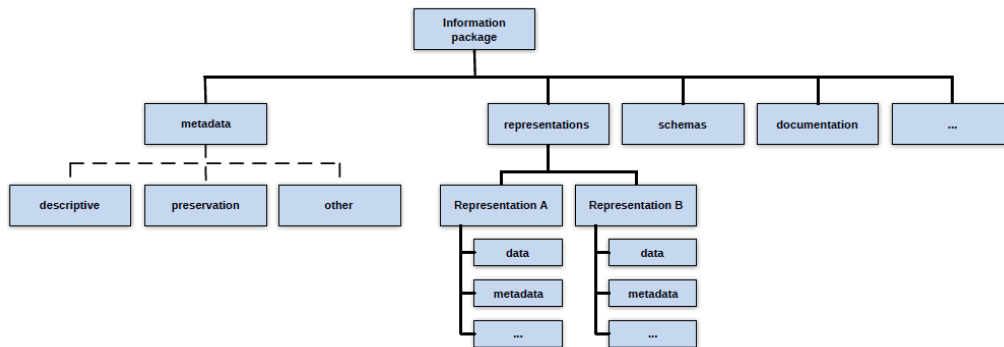 Information
package
metadata
representations
schemas
documentation
...
descriptive
preservation
other
Representation A
Representation B
data
data
metadata
metadata
...
...